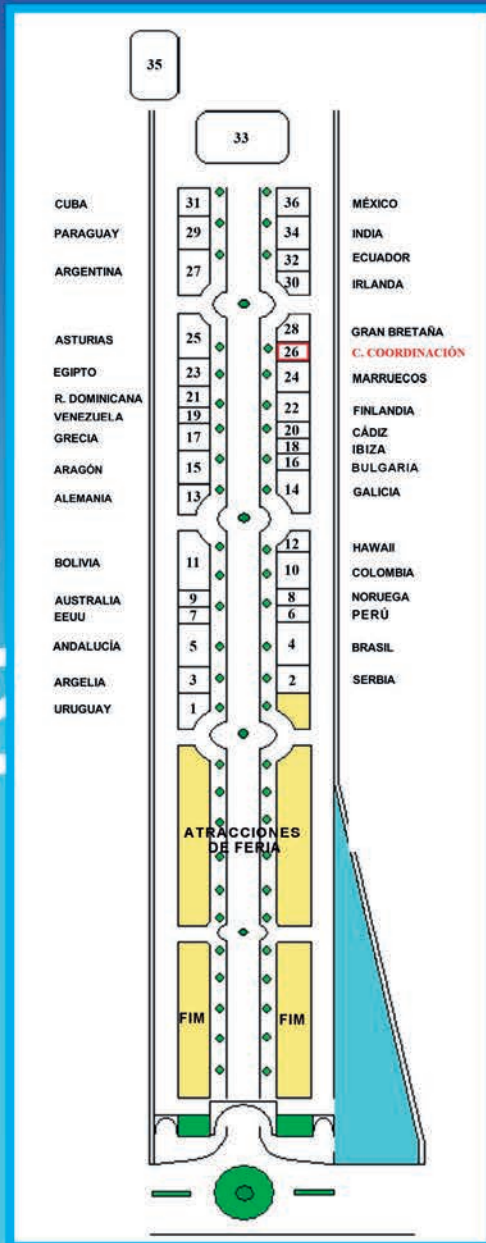 35
33
CUBA 31 36 MÉXICO
PARAGUAY 29 34 INDIA
32 ECUADOR
ARGENTINA 27
30 IRLANDA
28 GRAN BRETAÑA
ASTURIAS 25
26 C. COORDINACIÓN
EGIPTO 23 24 MARRUECOS
R. DOMINICANA 21
22 FINLANDIA
VENEZUELA 19
GRECIA 17 20 CÁDIZ
18 IBIZA
ARAGÓN 15 16 BULGARIA
ALEMANIA 13 14 GALICIA
12 HAWAII
BOLIVIA 11 10 COLOMBIA
AUSTRALIA 9 8 NORUEGA
EEUU 7 6 PERÚ
ANDALUCÍA 5 4 BRASIL
ARGELIA 3 2 SERBIA
URUGUAY 1
ATRACCIONES
DE FERIA
FIM FIM